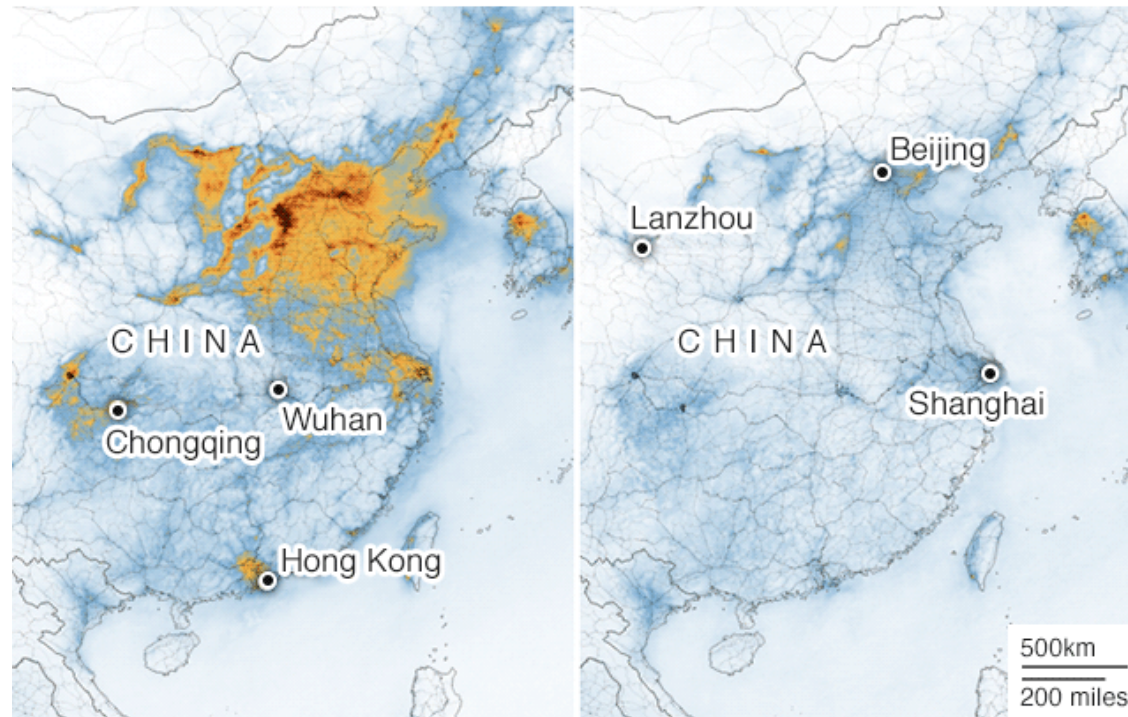 CHINA
Wuhan
Chongqing
Hong Kong
Beijing
Lanzhou
CHINA
Shanghai
500km
200 miles